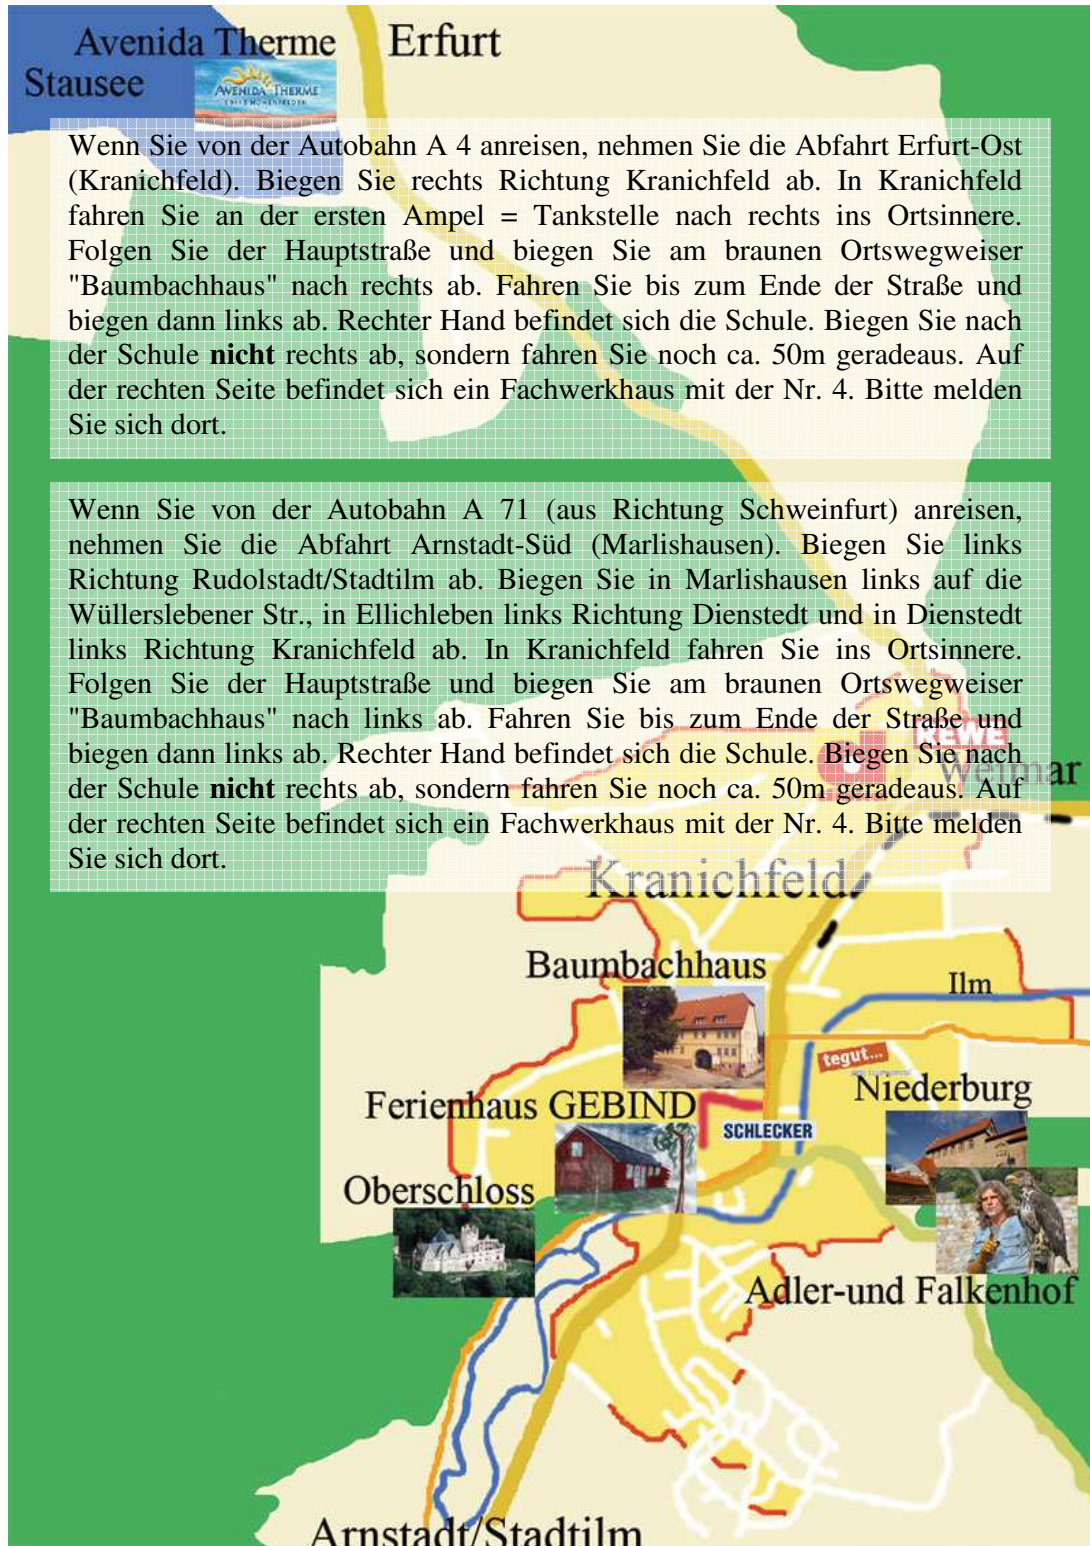 Avenida Therme Erfurt
Stausee
AVENIDA THERME
Wenn Sie von der Autobahn A 4 anreisen, nehmen Sie die Abfahrt Erfurt-Ost
(Kranichfeld). Biegen Sie rechts Richtung Kranichfeld ab. In Kranichfeld
fahren Sie an der ersten Ampel = Tankstelle nach rechts ins Ortsinnere.
Folgen Sie der Hauptstraße und biegen Sie am braunen Ortswegweiser
"Baumbachhaus" nach rechts ab. Fahren Sie bis zum Ende der Straße und
biegen dann links ab. Rechter Hand befindet sich die Schule. Biegen Sie nach
der Schule nicht rechts ab, sondern fahren Sie noch ca. 50m geradeaus. Auf
der rechten Seite befindet sich ein Fachwerkhaus mit der Nr. 4. Bitte melden
Sie sich dort.
Wenn Sie von der Autobahn A 71 (aus Richtung Schweinfurt) anreisen,
nehmen Sie die Abfahrt Arnstadt-Süd (Marlishausen). Biegen Sie links
Richtung Rudolstadt/Stadtilm ab. Biegen Sie in Marlishausen links auf die
Wüllerslebener Str., in Ellichleben links Richtung Dienstedt und in Dienstedt
links Richtung Kranichfeld ab. In Kranichfeld fahren Sie ins Ortsinnere.
Folgen Sie der Hauptstraße und biegen Sie am braunen Ortswegweiser
"Baumbachhaus" nach links ab. Fahren Sie bis zum Ende der Straße und
biegen dann links ab. Rechter Hand befindet sich die Schule. Biegen Sie nach
der Schule nicht rechts ab, sondern fahren Sie noch ca. 50m geradeaus. Auf
der rechten Seite befindet sich ein Fachwerkhaus mit der Nr. 4. Bitte melden
Sie sich dort.
REWE
Weimar
Kranichfeld
Baumbachhaus
Ilm
tegut...
Niederburg
Ferienhaus GEBIND
SCHLECKER
Oberschloss
Adler-und Falkenhof
Arnstadt/Stadtilm